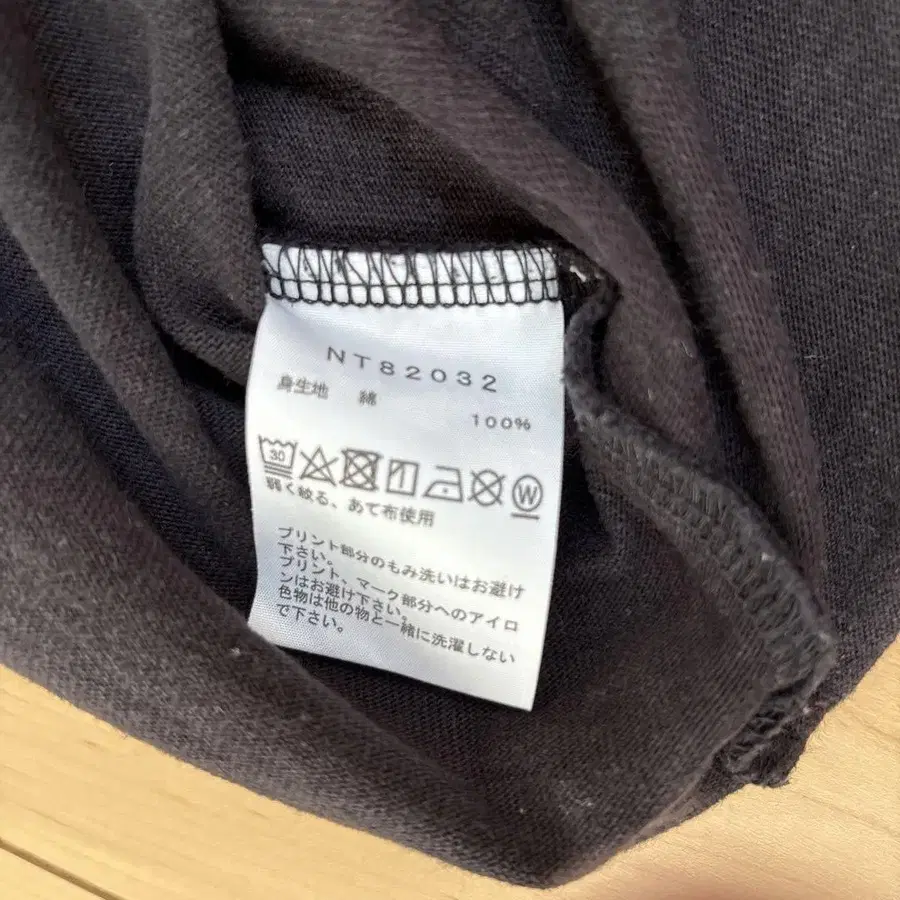 NT82032
身生地 綿
100%
30
W
弱く絞る、あて布使用
プリント部分のもみ洗いはお避け
下さい。
プリント、マーク部分へのアイロ
ンはお避け下さい。
色物は他の物と一緒に洗濯しない
で下さい。